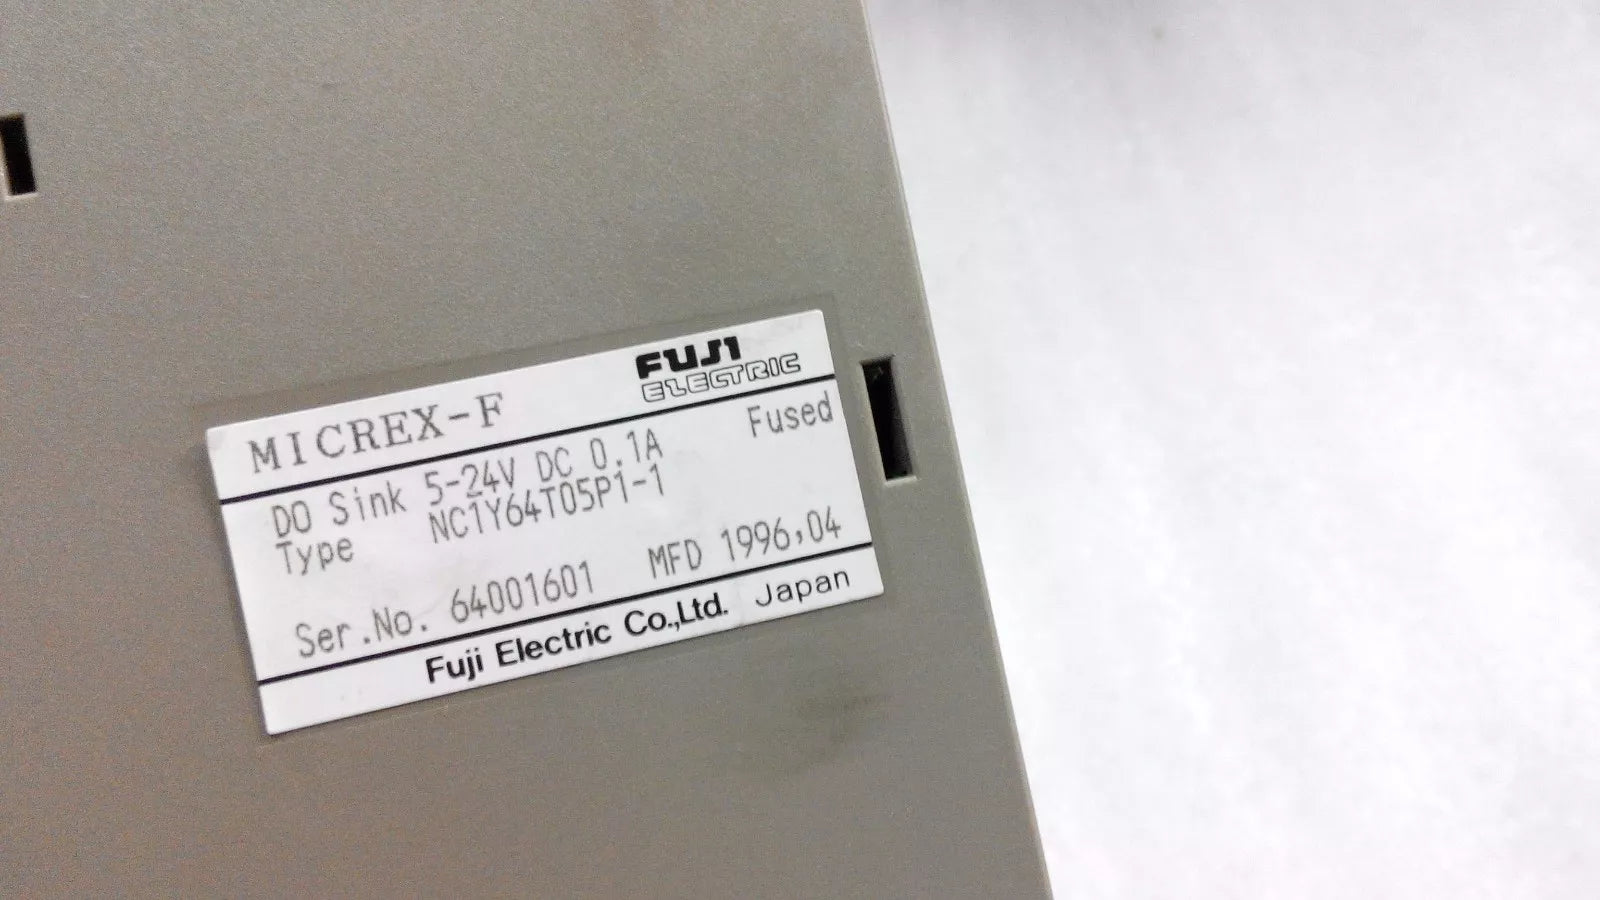 MICREX-F
FUJI
ELECTRIC
DO Sink 5-24V DC 0.1A Fused
Type NC1Y64T05P1-1
Ser.No. 64001601 MFD 1996,04
Fuji Electric Co.,Ltd. Japan